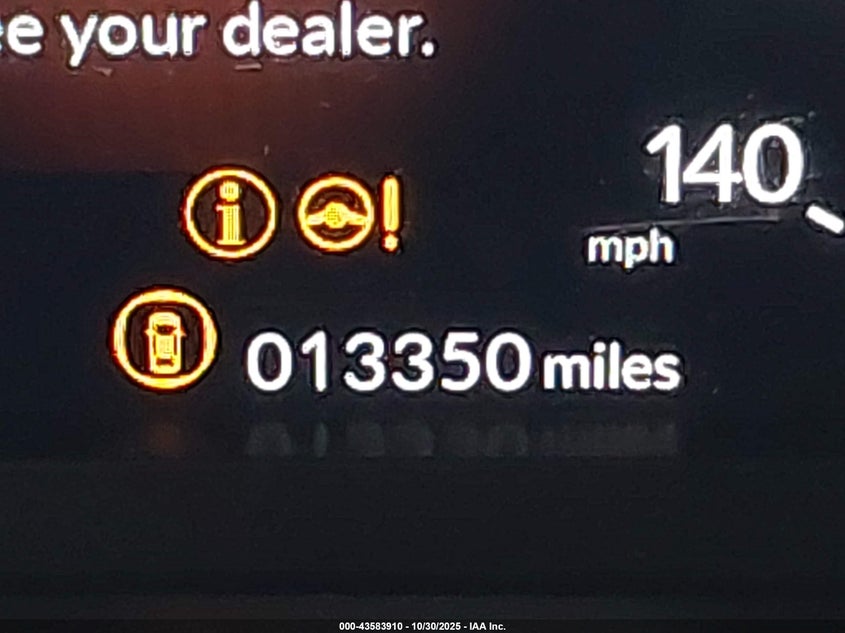 e your dealer.
140
mph
013350 miles
000-43583910 - 10/30/2025 - IAA Inc.